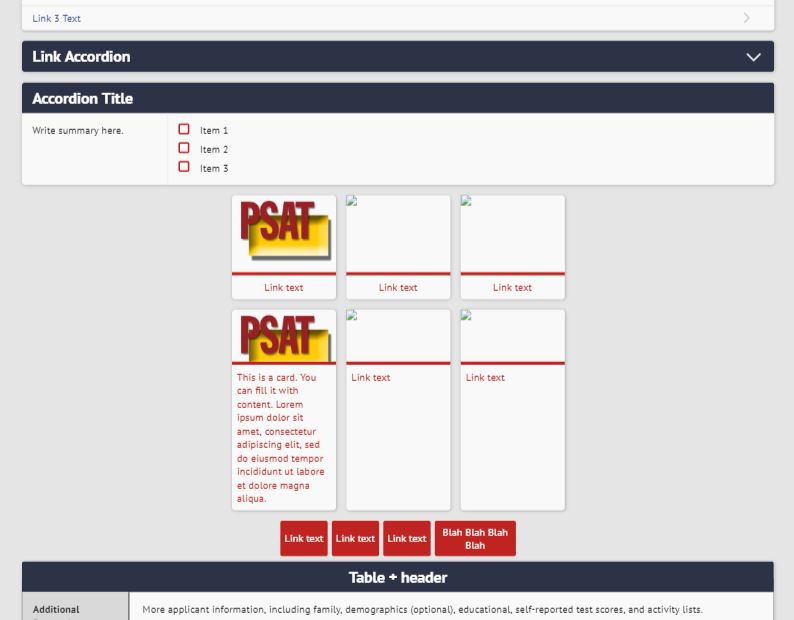 Link 3 Text
Link Accordion
Accordion Title
Write summary here.
Item 1
Item 2
Item 3
PSAT
Link text
Link text
Link text
PSAT
This is a card. You
can fill it with
content. Lorem
ipsum dolor sit
amet, consectetur
adipiscing elit, sed
do eiusmod tempor
incididunt ut labore
et dolore magna
aliqua.
Link text
Link text
Link text
Link text
Link text
Blah Blah Blah
Blah
Table + header
Additional
More applicant information, including family, demographics (optional), educational, self-reported test scores, and activity lists.